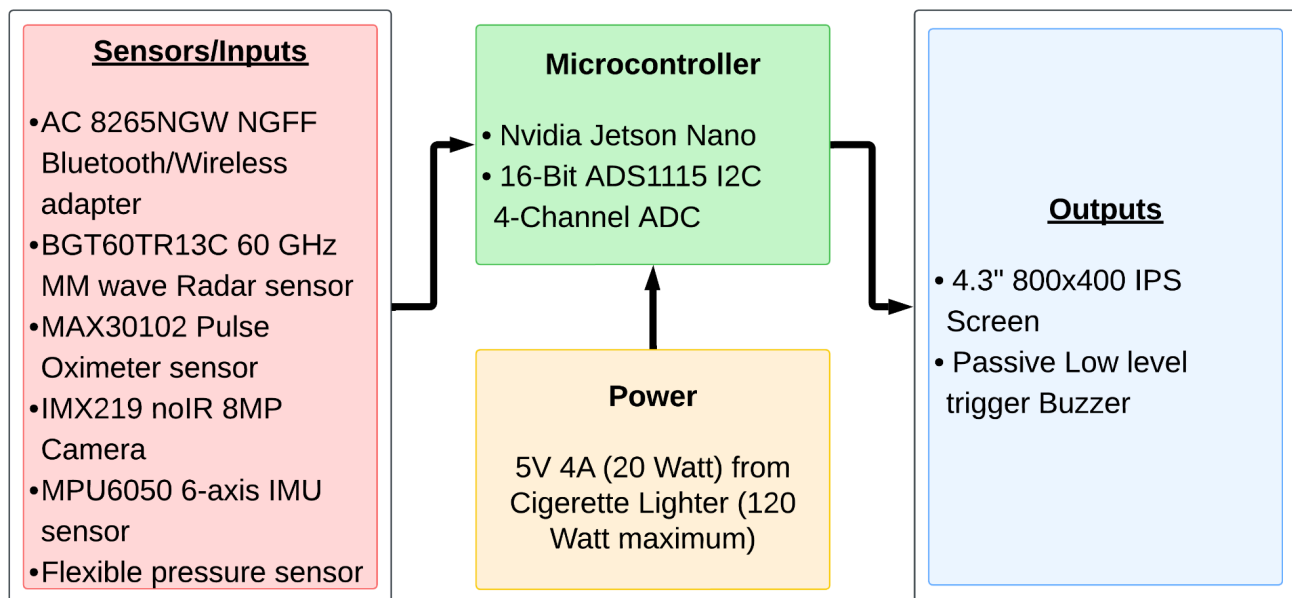 Sensors/Inputs
•AC 8265NGW NGFF
Bluetooth/Wireless
adapter
•BGT60TR13C 60 GHz
MM wave Radar sensor
•MAX30102 Pulse
Oximeter sensor
•IMX219 noIR 8MP
Camera
•MPU6050 6-axis IMU
sensor
•Flexible pressure sensor
Microcontroller
• Nvidia Jetson Nano
• 16-Bit ADS1115 I2C
4-Channel ADC
Power
5V 4A (20 Watt) from
Cigerette Lighter (120
Watt maximum)
Outputs
• 4.3" 800x400 IPS
Screen
• Passive Low level
trigger Buzzer